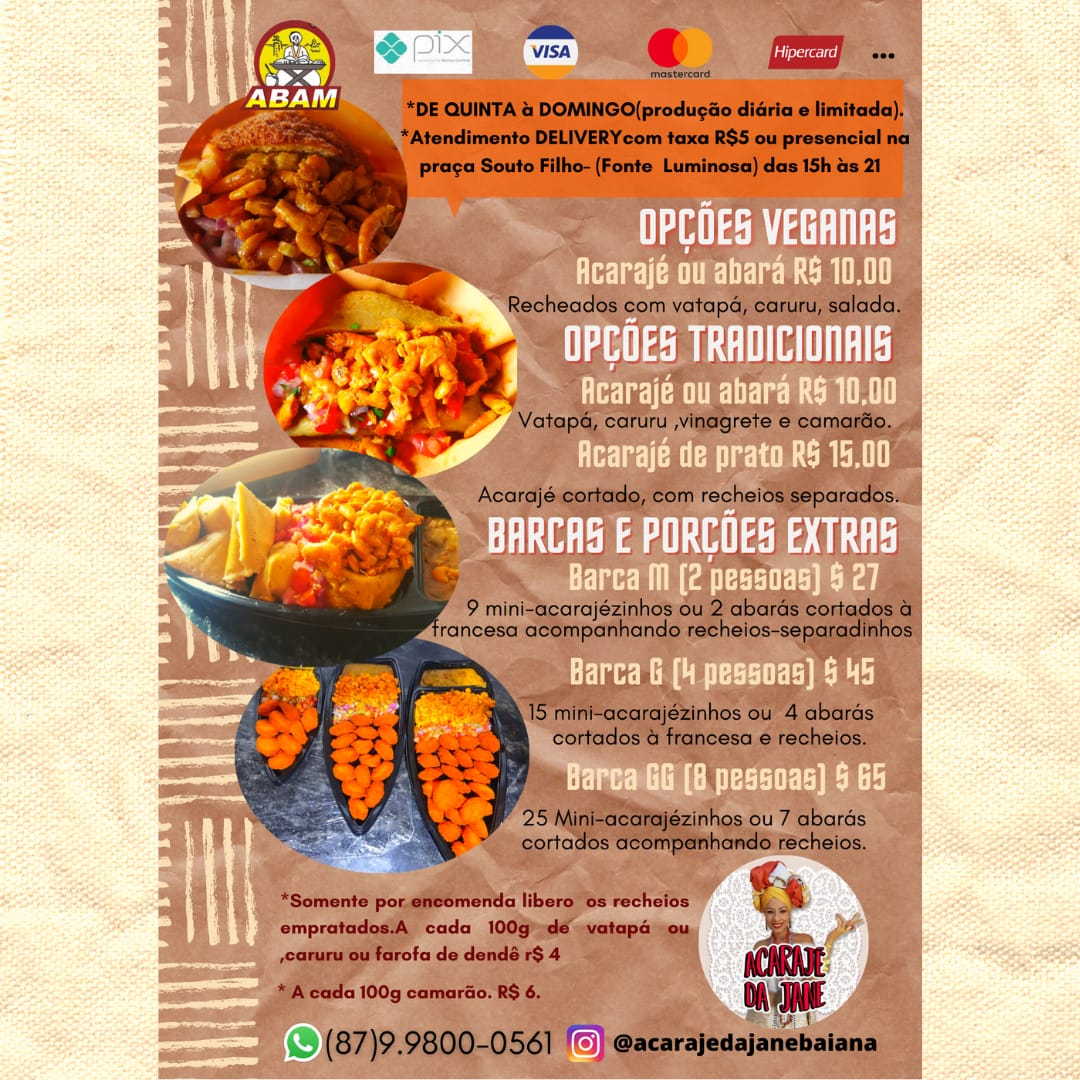 ABAM
pix
VISA
mastercard
Hipercard
...
*DE QUINTA à DOMINGO(produção diária e limitada).
*Atendimento DELIVERYcom taxa R$5 ou presencial na
praça Souto Filho- (Fonte Luminosa) das 15h às 21
OPÇÕES VEGANAS
Acarajé ou abará R$ 10,00
Recheados com vatapá, caruru, salada.
OPÇÕES TRADICIONAIS
Acarajé ou abará R$ 10,00
Vatapá, caruru ,vinagrete e camarão.
Acarajé de prato R$ 15,00
Acarajé cortado, com recheios separados.
BARCAS E PORÇÕES EXTRAS
Barca M (2 pessoas) $ 27
9 mini-acarajézinhos ou 2 abarás cortados à
francesa acompanhando recheios-separadinhos
Barca G (4 pessoas) $ 45
15 mini-acarajézinhos ou 4 abarás
cortados à francesa e recheios.
Barca GG (8 pessoas) $ 65
25 Mini-acarajézinhos ou 7 abarás
cortados acompanhando recheios.
*Somente por encomenda libero os recheios
empratados.A cada 100g de vatapá ou
,caruru ou farofa de dendê r$ 4
* A cada 100g camarão. R$ 6.
ACARAJE
DA JANE
(87)9.9800-0561
@acarajedajanebaiana